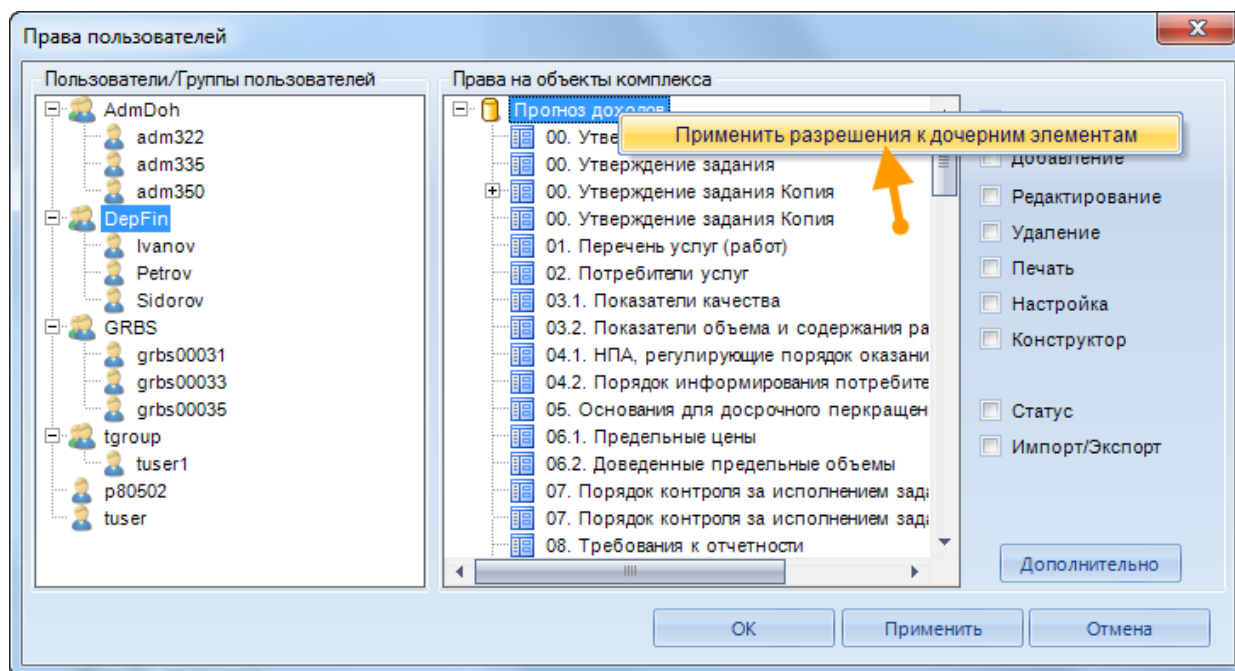 Права пользователей
x
Пользователи/Группы пользователей
AdmDoh
adm322
adm335
adm350
DepFin
Ivanov
Petrov
Sidorov
GRBS
grbs00031
grbs00033
grbs00035
tgroup
tuser1
p80502
tuser
Права на объекты комплекса
Прогноз доходов
00. Утве
Применить разрешения к дочерним элементам
00. Утверждение задания
00. Утверждение задания Копия
00. Утверждение задания Копия
01. Перечень услуг (работ)
02. Потребители услуг
03.1. Показатели качества
03.2. Показатели объема и содержания ра
04.1. НПА, регулирующие порядок оказани
04.2. Порядок информирования потребите
05. Основания для досрочного перкращен
06.1. Предельные цены
06.2. Доведенные предельные объемы
07. Порядок контроля за исполнением зада
07. Порядок контроля за исполнением зада
08. Требования к отчетности
Добавление
Редактирование
Удаление
Печать
Настройка
Конструктор
Статус
Импорт/Экспорт
Дополнительно
ОК
Применить
Отмена